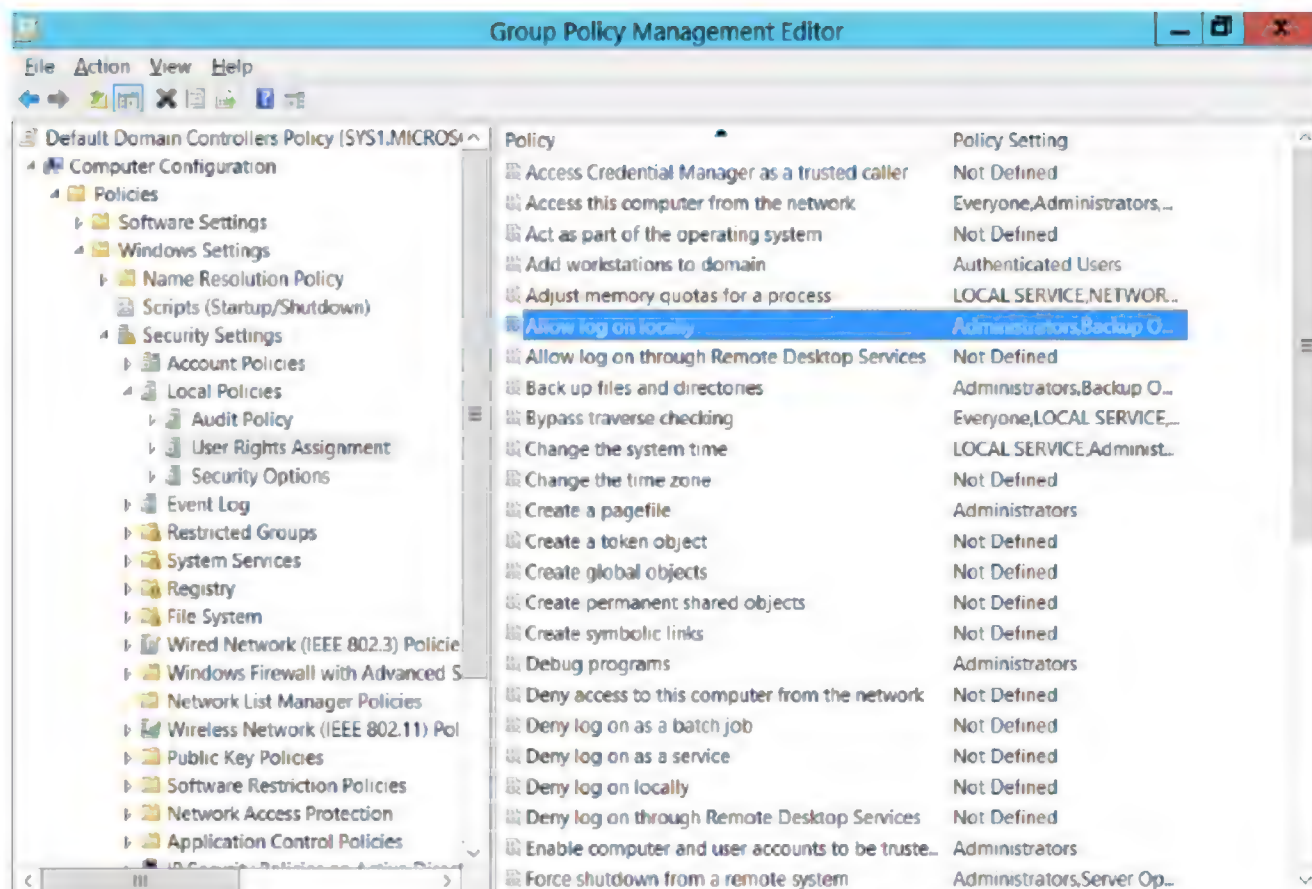 Group Policy Management Editor
File Action View Help
Default Domain Controllers Policy [SYS1.MICROS
Computer Configuration
Policies
Software Settings
Windows Settings
Name Resolution Policy
Scripts (Startup/Shutdown)
Security Settings
Account Policies
Local Policies
Audit Policy
User Rights Assignment
Security Options
Event Log
Restricted Groups
System Services
Registry
File System
Wired Network (IEEE 802.3) Policie
Windows Firewall with Advanced S
Network List Manager Policies
Wireless Network (IEEE 802.11) Pol
Public Key Policies
Software Restriction Policies
Network Access Protection
Application Control Policies
IP Security Policies on Active Direct
Policy Policy Setting
Access Credential Manager as a trusted caller Not Defined
Access this computer from the network Everyone,Administrators,...
Act as part of the operating system Not Defined
Add workstations to domain Authenticated Users
Adjust memory quotas for a process LOCAL SERVICE,NETWOR...
Allow log on locally Administrators,Backup O...
Allow log on through Remote Desktop Services Not Defined
Back up files and directories Administrators,Backup O...
Bypass traverse checking Everyone,LOCAL SERVICE,...
Change the system time LOCAL SERVICE,Administ...
Change the time zone Not Defined
Create a pagefile Administrators
Create a token object Not Defined
Create global objects Not Defined
Create permanent shared objects Not Defined
Create symbolic links Not Defined
Debug programs Administrators
Deny access to this computer from the network Not Defined
Deny log on as a batch job Not Defined
Deny log on as a service Not Defined
Deny log on locally Not Defined
Deny log on through Remote Desktop Services Not Defined
Enable computer and user accounts to be truste... Administrators
Force shutdown from a remote system Administrators,Server Op...